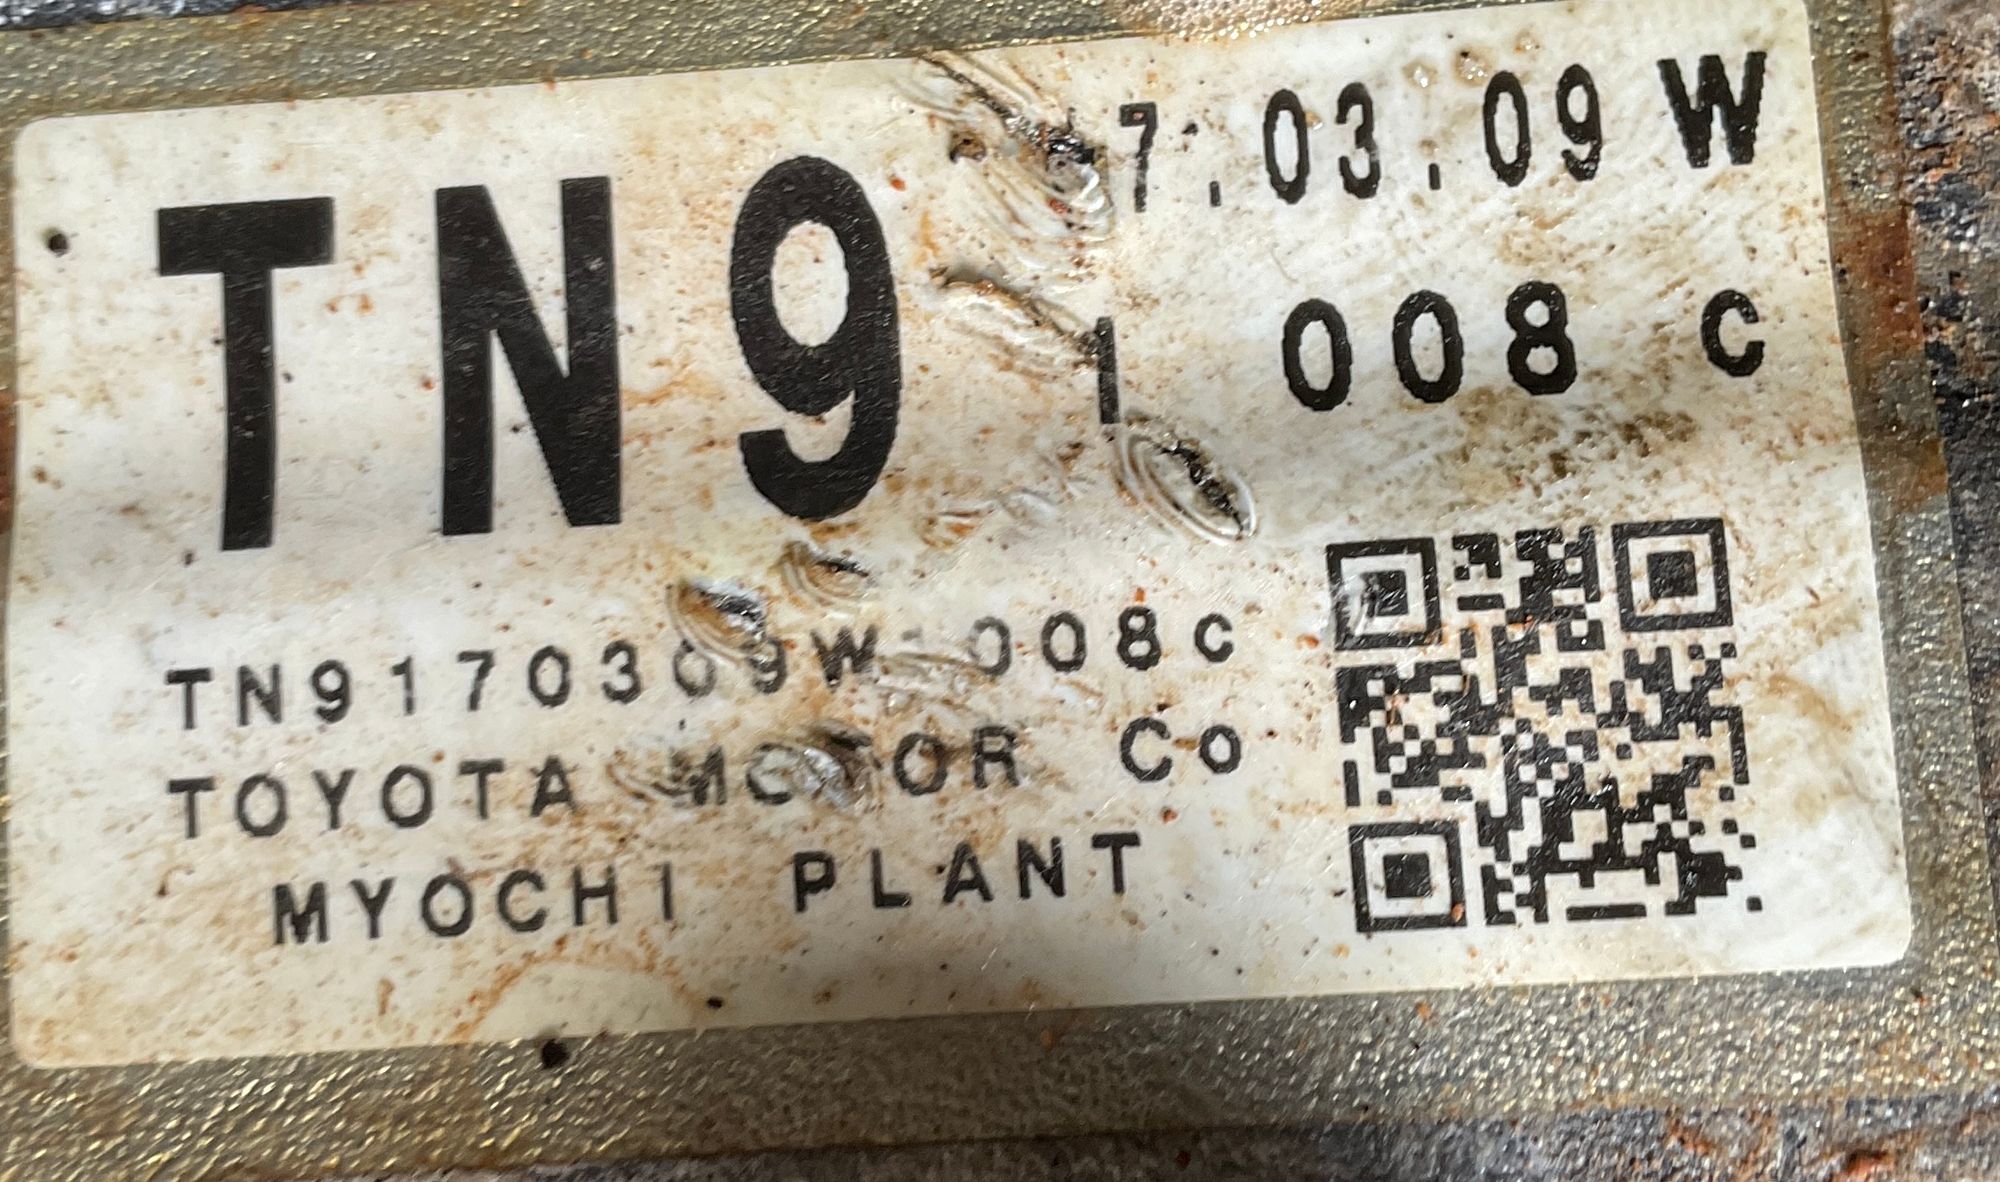 TN9
7.03.09 W
008 c
TN9170309W 008c
TOYOTA MOTOR Co
MYOCHI PLANT